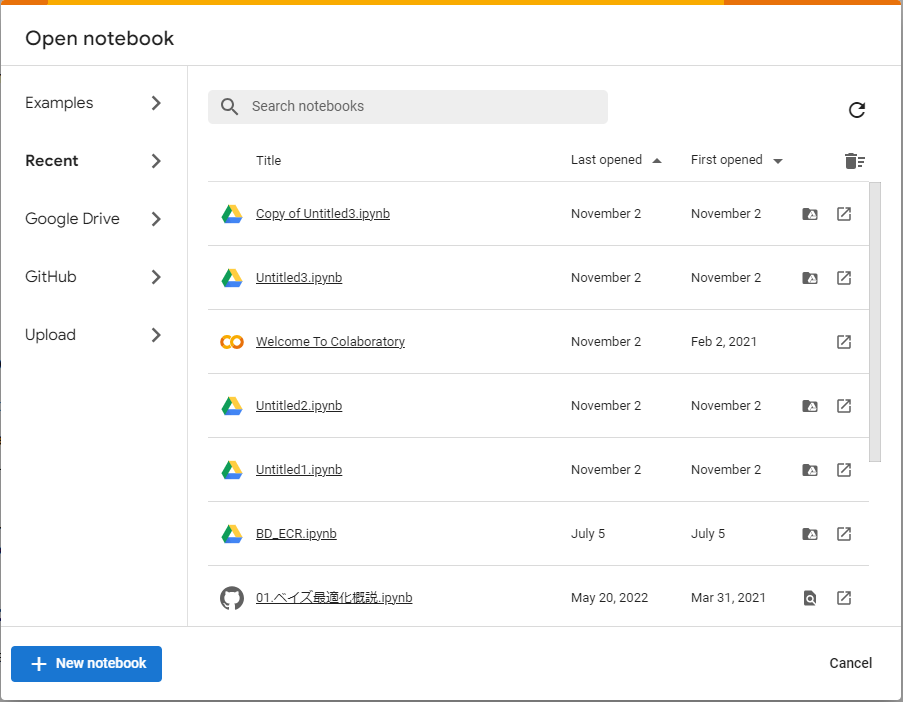 Open notebook
Examples
Recent
Google Drive
GitHub
Upload
Search notebooks
Title Last opened First opened
Copy of Untitled3.ipynb November 2 November 2
Untitled3.ipynb November 2 November 2
Welcome To Colaboratory November 2 Feb 2, 2021
Untitled2.ipynb November 2 November 2
Untitled1.ipynb November 2 November 2
BD_ECR.ipynb July 5 July 5
01.ベイズ最適化概説.ipynb May 20, 2022 Mar 31, 2021
New notebook Cancel